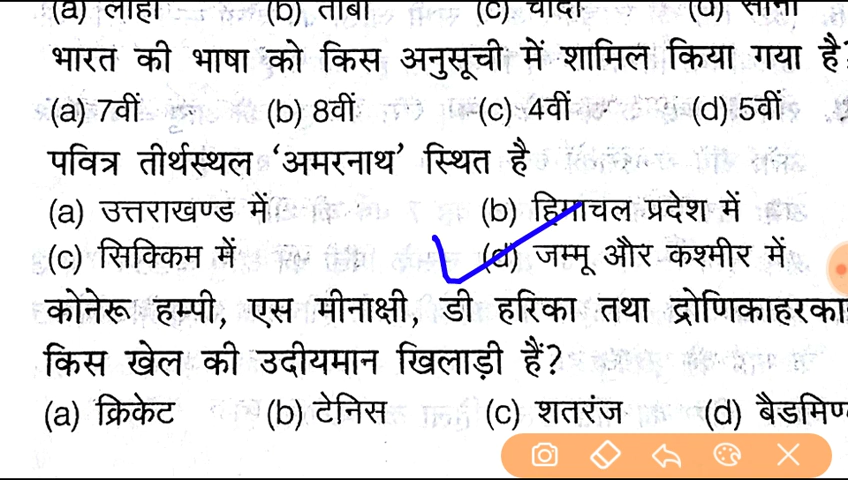 (a) लोहा (b) ताँबा (c) चाँदी (d) सोना
भारत की भाषा को किस अनुसूची में शामिल किया गया है?
(a) 7वीं (b) 8वीं (c) 4वीं (d) 5वीं
पवित्र तीर्थस्थल ‘अमरनाथ’ स्थित है
(a) उत्तराखण्ड में (b) हिमाचल प्रदेश में
(c) सिक्किम में (d) जम्मू और कश्मीर में
कोनेरू हम्पी, एस मीनाक्षी, डी हरिका तथा द्रोणिकाहरका
किस खेल की उदीयमान खिलाड़ी हैं?
(a) क्रिकेट (b) टेनिस (c) शतरंज (d) बैडमिण